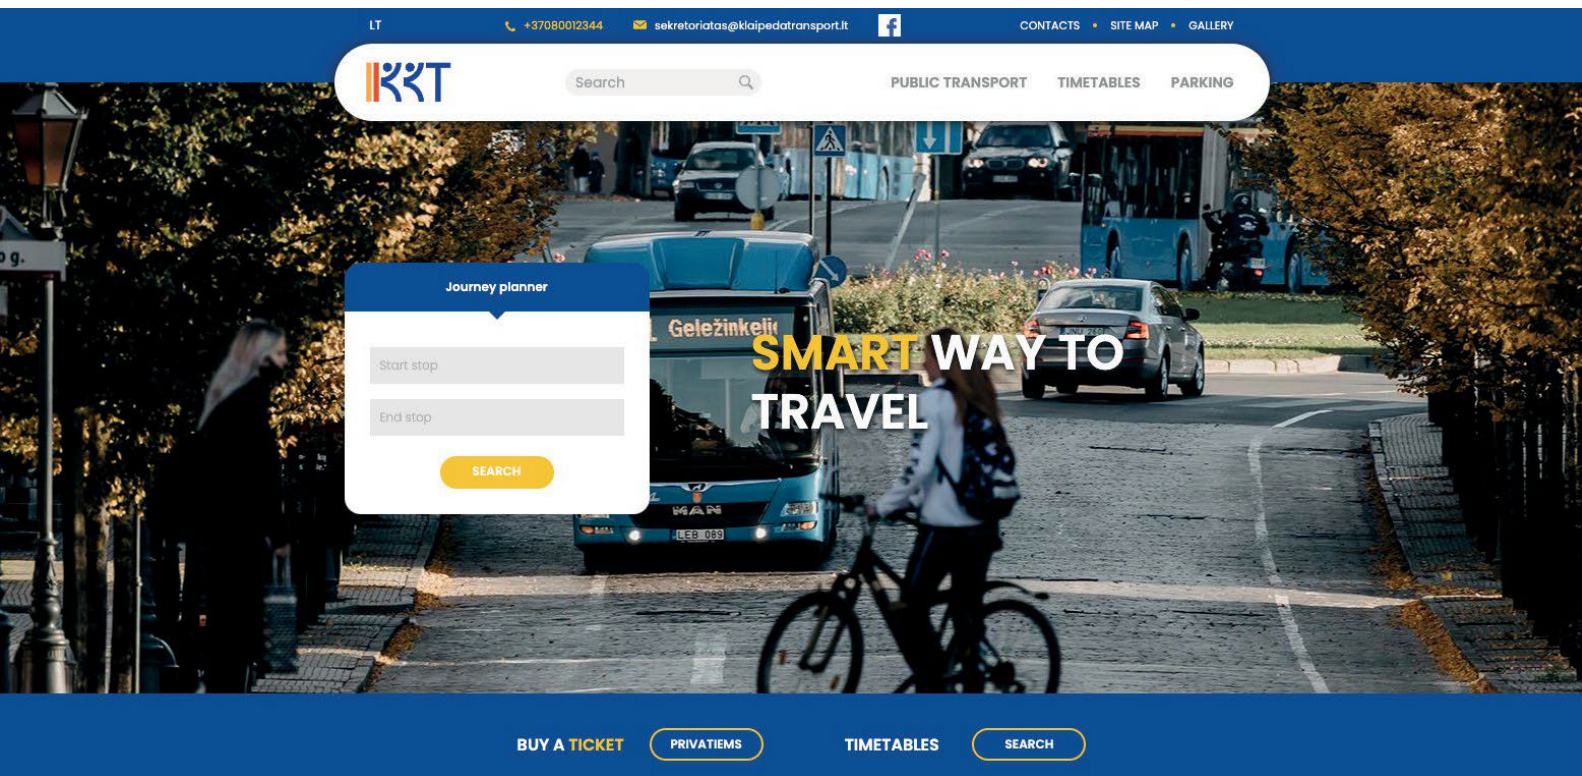 LT
+37080012344
sekretoriatas@klaipedatransport.lt
CONTACTS • SITE MAP • GALLERY
KKT
Search
PUBLIC TRANSPORT
TIMETABLES
PARKING
g.
Journey planner
Start stop
End stop
SEARCH
Geležinkelio
SMART WAY TO
TRAVEL
MAN
LEB 089
BUY A TICKET
PRIVATIEMS
TIMETABLES
SEARCH